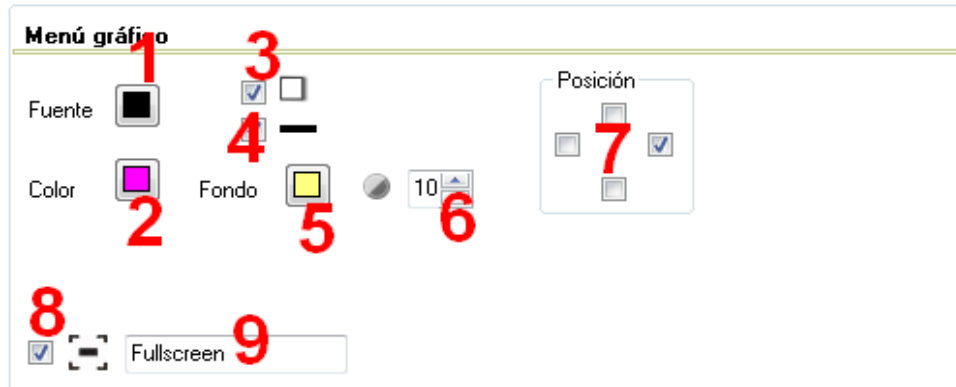 Menú gráfico
1
3
Fuente
Posición
4
7
Color
Fondo
10
2
5
6
8
9
Fullscreen